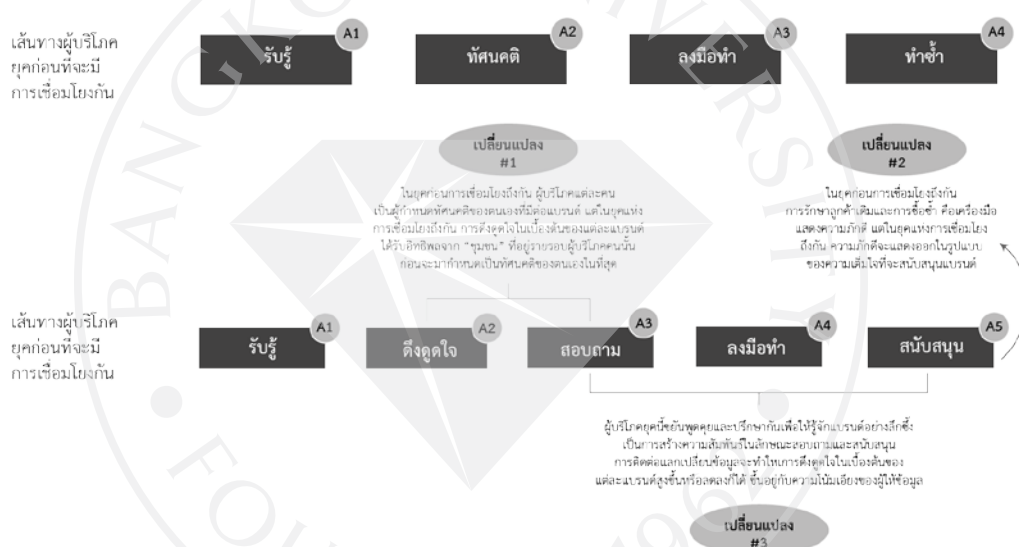 เส้นทางผู้บริโภค
ยุคก่อนที่จะมี
การเชื่อมโยงกัน
รับรู้ A1
ทัศนคติ A2
ลงมือทำ A3
ทำซ้ำ A4
เปลี่ยนแปลง
#1
ในยุคก่อนการเชื่อมโยงถึงกัน ผู้บริโภคแต่ละคน
เป็นผู้กำหนดทัศนคติของตนเองที่มีต่อแบรนด์ แต่ในยุคแห่ง
การเชื่อมโยงถึงกัน การดึงดูดใจในเบื้องต้นของแต่ละแบรนด์
ได้รับอิทธิพลจาก "ชุมชน" ที่อยู่รายรอบผู้บริโภคคนนั้น
ก่อนจะมากำหนดเป็นทัศนคติของตนเองในที่สุด
เปลี่ยนแปลง
#2
ในยุคก่อนการเชื่อมโยงถึงกัน
การรักษาลูกค้าเดิมและการซื้อซ้ำ คือเครื่องมือ
แสดงความภักดี แต่ในยุคแห่งการเชื่อมโยง
ถึงกัน ความภักดีจะแสดงออกในรูปแบบ
ของความเต็มใจที่จะสนับสนุนแบรนด์
เส้นทางผู้บริโภค
ยุคก่อนที่จะมี
การเชื่อมโยงกัน
รับรู้ A1
ดึงดูดใจ A2
สอบถาม A3
ลงมือทำ A4
สนับสนุน A5
ผู้บริโภคยุคนี้ขยันพูดคุยและปรึกษากันเพื่อให้รู้จักแบรนด์อย่างลึกซึ้ง
เป็นการสร้างความสัมพันธ์ในลักษณะสอบถามและสนับสนุน
การติดต่อแลกเปลี่ยนข้อมูลจะทำให้การดึงดูดใจในเบื้องต้นของ
แต่ละแบรนด์สูงขึ้นหรือลดลงก็ได้ ขึ้นอยู่กับความโน้มเอียงของผู้ให้ข้อมูล
เปลี่ยนแปลง
#3